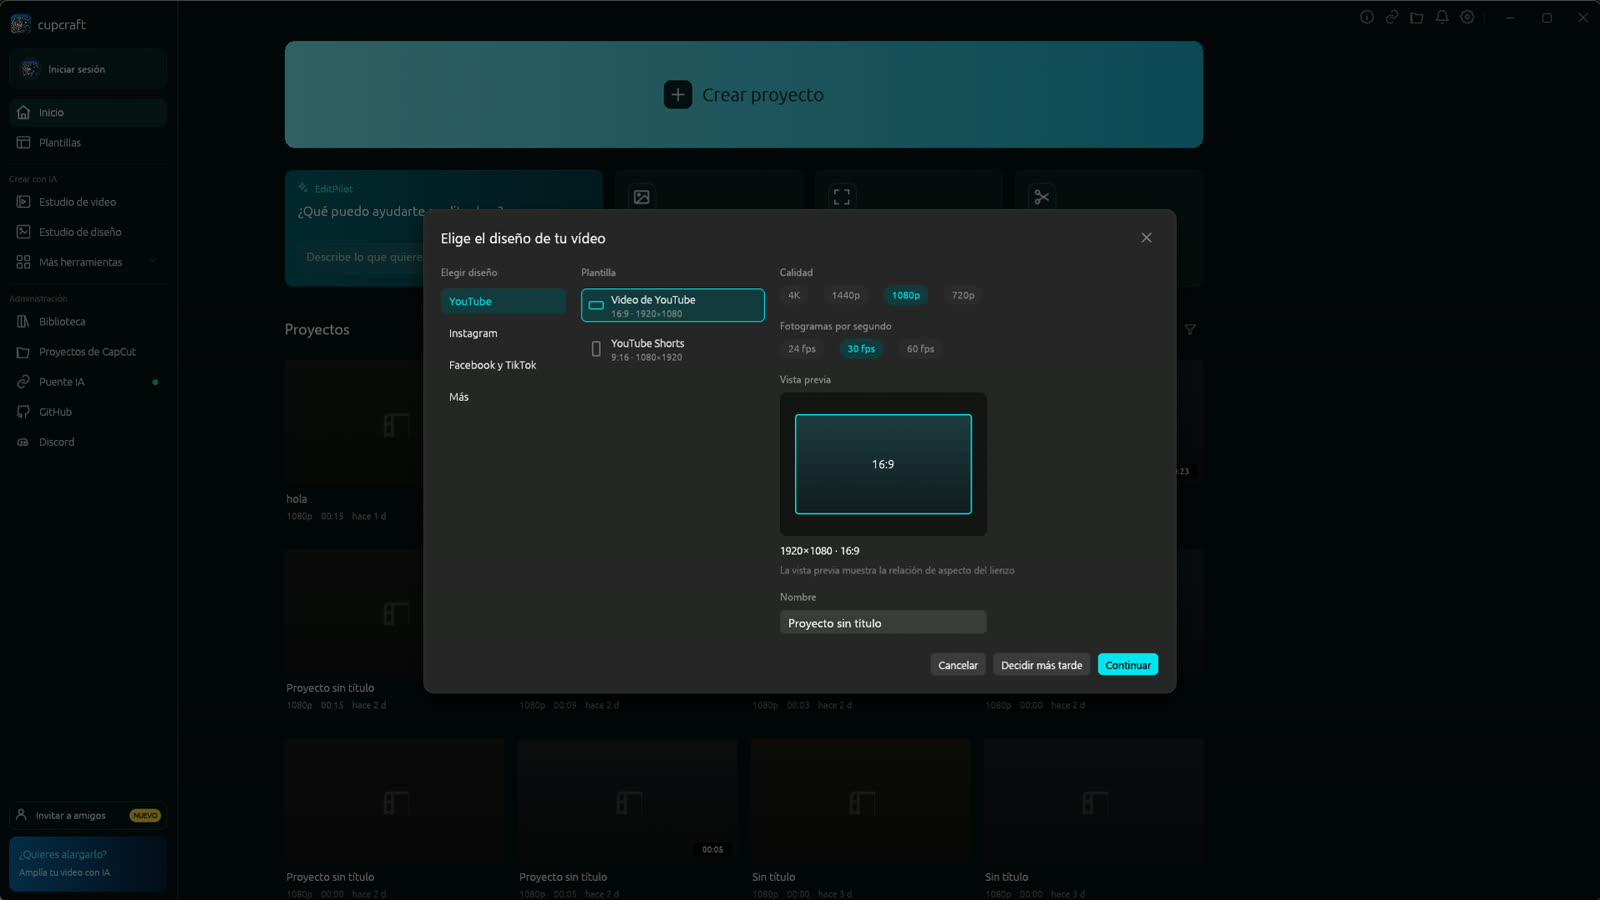 cupcraft
Iniciar sesión
Inicio
Plantillas
Crear con IA
Estudio de video
Estudio de diseño
Más herramientas
Administración
Biblioteca
Proyectos de CapCut
Puente IA
GitHub
Discord
Invitar a amigos NUEVO
¿Quieres alargarlo?
Amplía tu video con IA
Crear proyecto
EditPilot
¿Qué puedo ayudarte
Describe lo que quiere
Proyectos
Elige el diseño de tu vídeo
Elegir diseño
YouTube
Instagram
Facebook y TikTok
Más
Plantilla
Video de YouTube
16:9 · 1920×1080
YouTube Shorts
9:16 · 1080×1920
Calidad
4K 1440p 1080p 720p
Fotogramas por segundo
24 fps 30 fps 60 fps
Vista previa
16:9
1920×1080 · 16:9
La vista previa muestra la relación de aspecto del lienzo
Nombre
Proyecto sin título
Cancelar Decidir más tarde Continuar
:23
hola
1080p 00:15 hace 1 d
Proyecto sin título
1080p 00:15 hace 2 d
1080p 00:09 hace 2 d
1080p 00:03 hace 2 d
1080p 00:00 hace 2 d
00:05
Proyecto sin título
1080p 00:00 hace 2 d
Proyecto sin título
1080p 00:05 hace 2 d
Sin título
1080p 00:00 hace 3 d
Sin título
1080p 00:00 hace 3 d